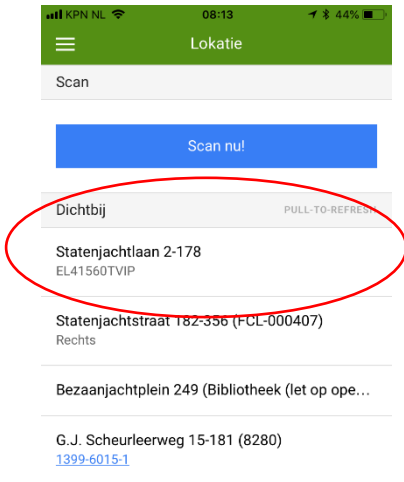 KPN NL 08:13 44%
Lokatie
Scan
Scan nu!
Dichtbij PULL-TO-REFRESH
Statenjachtlaan 2-178
EL41560TVIP
Statenjachtstraat 182-356 (FCL-000407)
Rechts
Bezaanjachtplein 249 (Bibliotheek (let op ope...
G.J. Scheurleerweg 15-181 (8280)
1399-6015-1